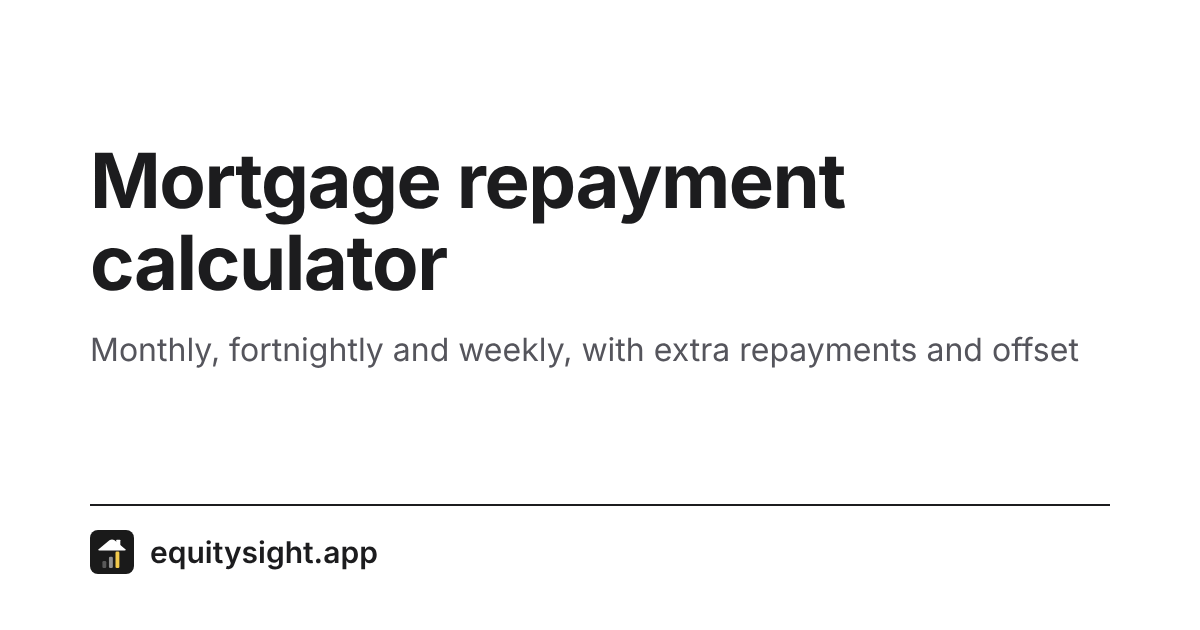 Mortgage repayment
calculator
Monthly, fortnightly and weekly, with extra repayments and offset
equitysight.app